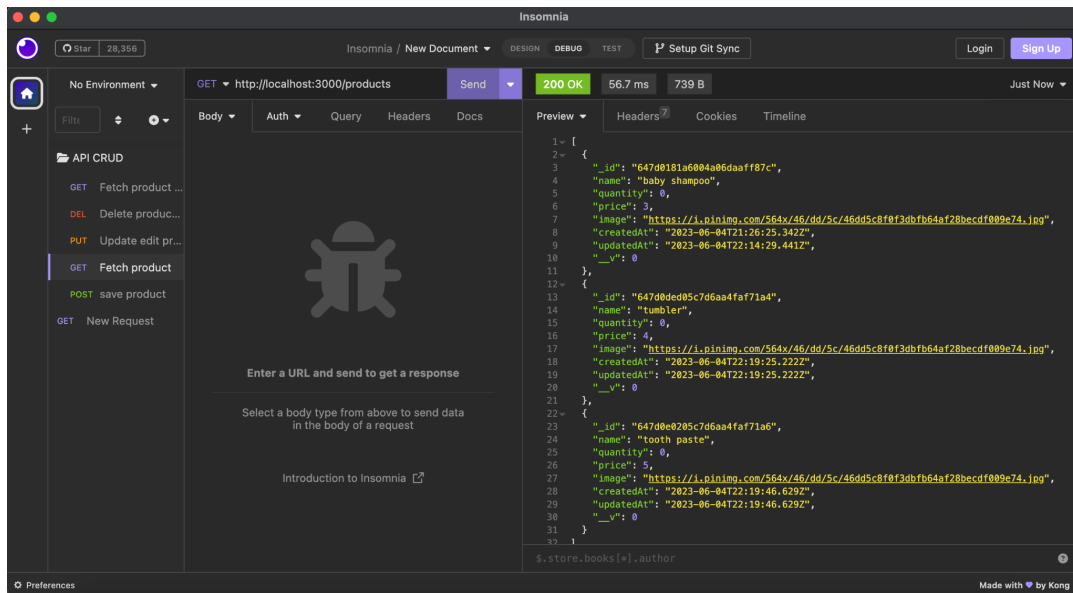 Insomnia
Star 28,356
Insomnia / New Document
DESIGN DEBUG TEST
Setup Git Sync
Login
Sign Up
No Environment
Filte
API CRUD
GET Fetch product ...
DEL Delete produc...
PUT Update edit pr...
GET Fetch product
POST save product
GET New Request
GET http://localhost:3000/products
Send
Body Auth Query Headers Docs
Enter a URL and send to get a response
Select a body type from above to send data
in the body of a request
Introduction to Insomnia
200 OK 56.7 ms 739 B
Just Now
Preview Headers 7 Cookies Timeline
1 [
2 {
3 "_id": "647d0181a6004a06daaff87c",
4 "name": "baby shampoo",
5 "quantity": 0,
6 "price": 3,
7 "image": "https://i.pinimg.com/564x/46/dd/5c/46dd5c8f0f3dbfb64af28becdf009e74.jpg",
8 "createdAt": "2023-06-04T21:26:25.342Z",
9 "updatedAt": "2023-06-04T22:14:29.441Z",
10 "__v": 0
11 },
12 {
13 "_id": "647d0ded05c7d6aa4faf71a4",
14 "name": "tumbler",
15 "quantity": 0,
16 "price": 4,
17 "image": "https://i.pinimg.com/564x/46/dd/5c/46dd5c8f0f3dbfb64af28becdf009e74.jpg",
18 "createdAt": "2023-06-04T22:19:25.222Z",
19 "updatedAt": "2023-06-04T22:19:25.222Z",
20 "__v": 0
21 },
22 {
23 "_id": "647d0e0205c7d6aa4faf71a6",
24 "name": "tooth paste",
25 "quantity": 0,
26 "price": 5,
27 "image": "https://i.pinimg.com/564x/46/dd/5c/46dd5c8f0f3dbfb64af28becdf009e74.jpg",
28 "createdAt": "2023-06-04T22:19:46.629Z",
29 "updatedAt": "2023-06-04T22:19:46.629Z",
30 "__v": 0
31 }
32 ]
$.store.books[*].author
Preferences
Made with ♥ by Kong